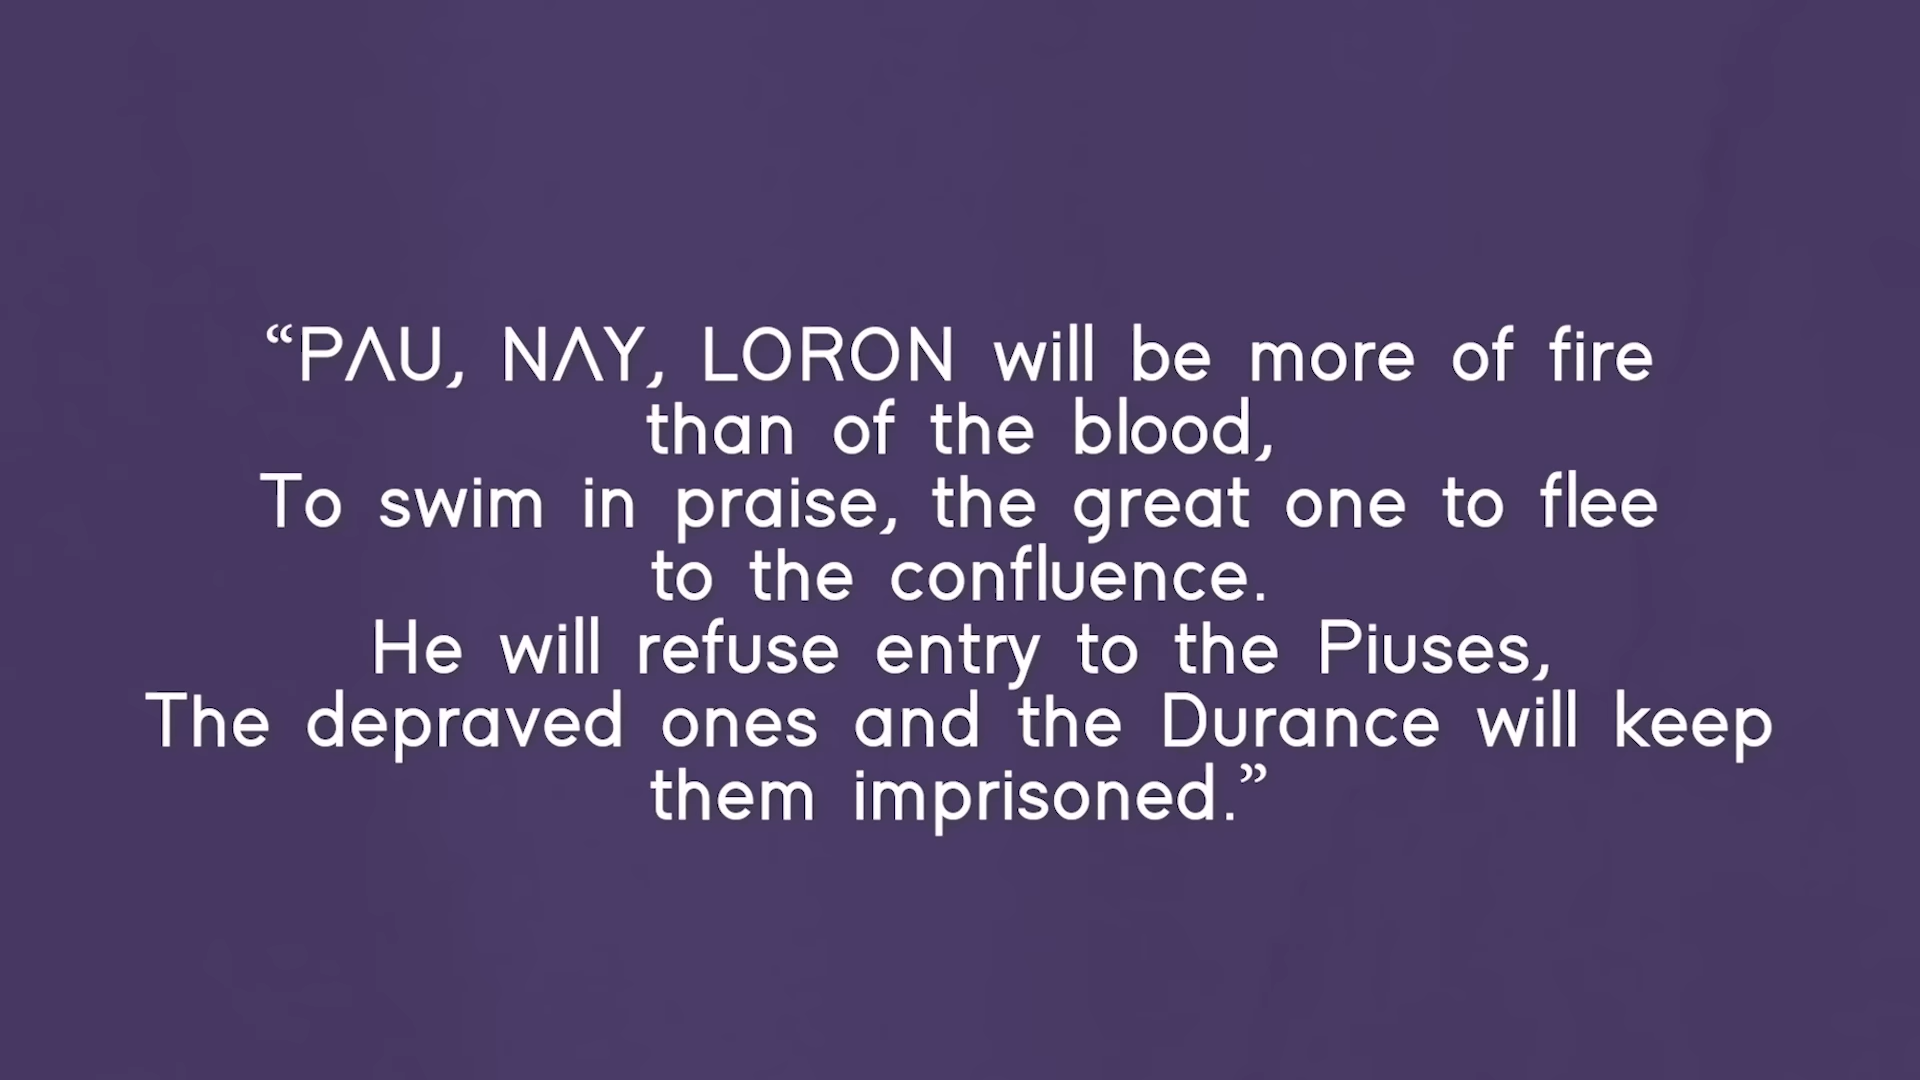 “PAU, NAY, LORON will be more of fire
than of the blood,
To swim in praise, the great one to flee
to the confluence.
He will refuse entry to the Piuses,
The depraved ones and the Durance will keep
them imprisoned.”